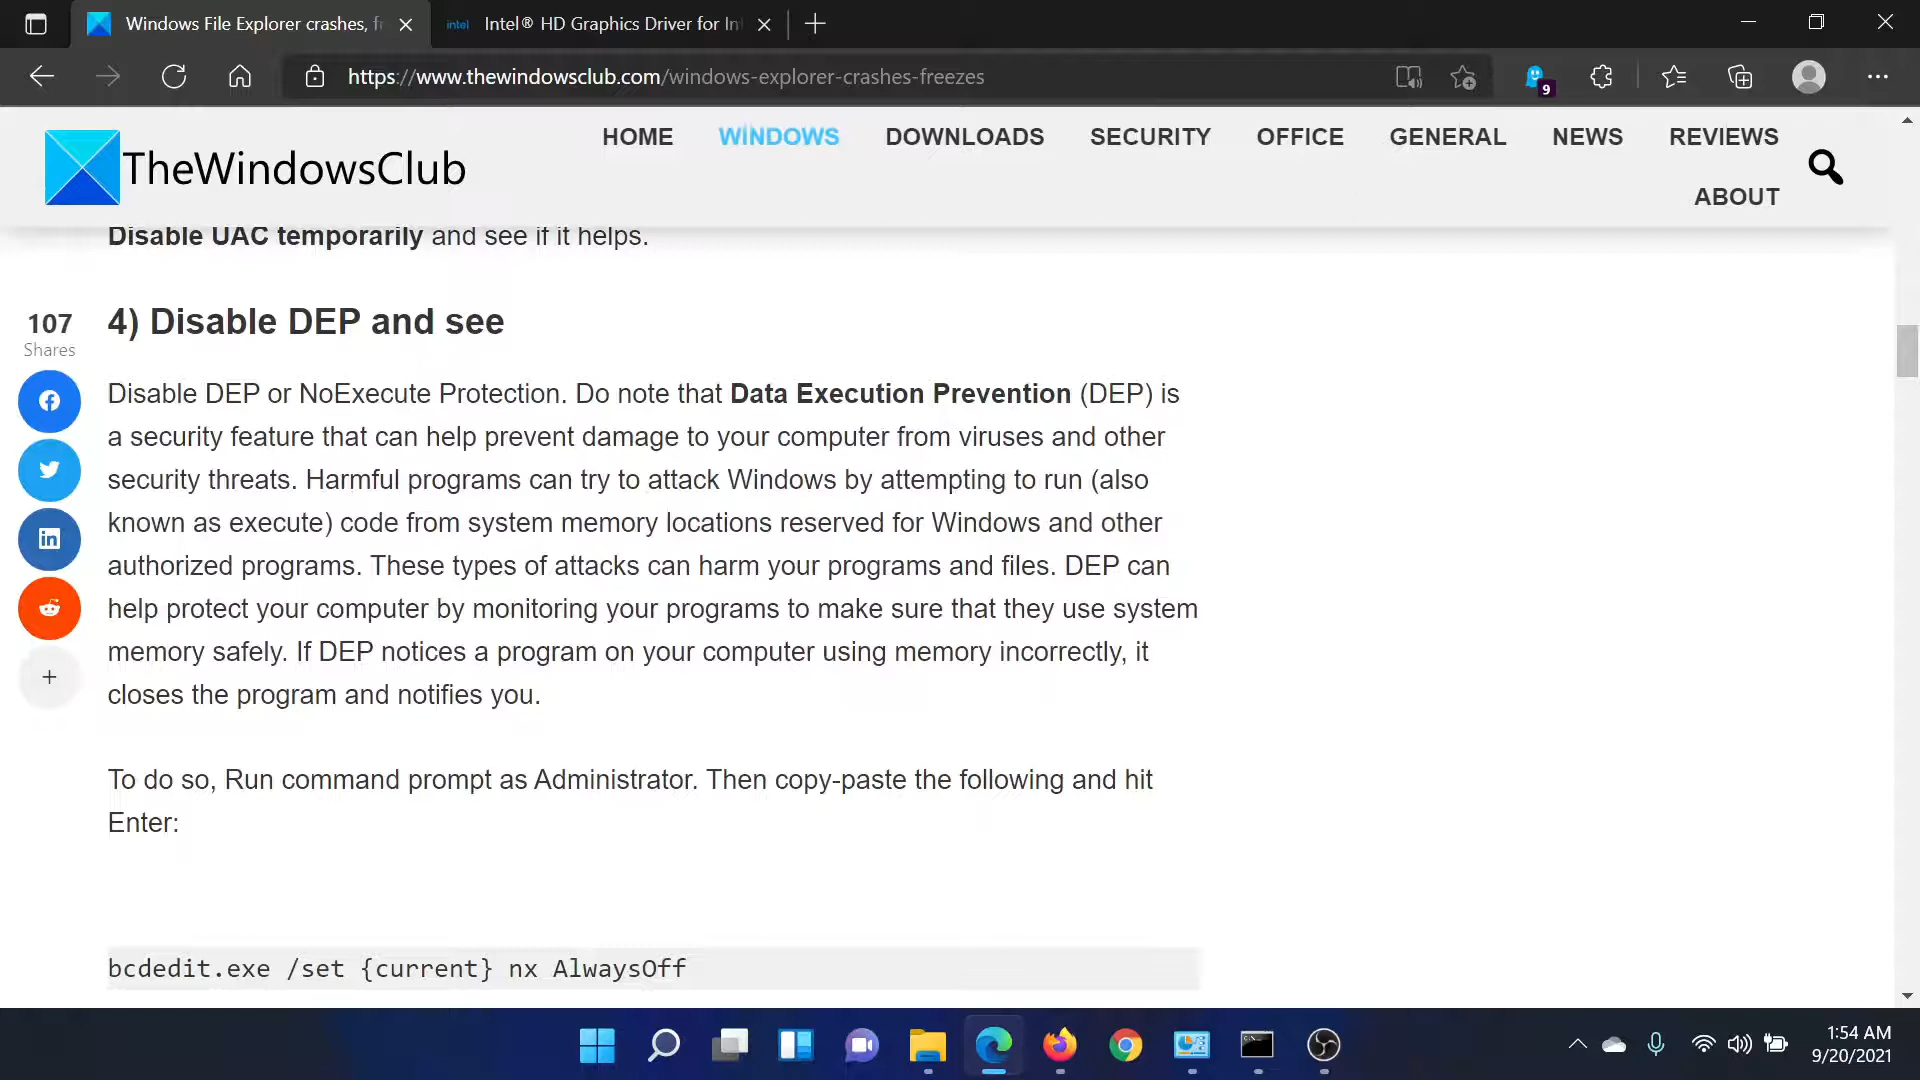 Windows File Explorer crashes, f
intel Intel® HD Graphics Driver for In
https://www.thewindowsclub.com/windows-explorer-crashes-freezes
9
TheWindowsClub
HOME WINDOWS DOWNLOADS SECURITY OFFICE GENERAL NEWS REVIEWS
ABOUT
Disable UAC temporarily and see if it helps.
107
Shares
4) Disable DEP and see
Disable DEP or NoExecute Protection. Do note that Data Execution Prevention (DEP) is
a security feature that can help prevent damage to your computer from viruses and other
security threats. Harmful programs can try to attack Windows by attempting to run (also
known as execute) code from system memory locations reserved for Windows and other
authorized programs. These types of attacks can harm your programs and files. DEP can
help protect your computer by monitoring your programs to make sure that they use system
memory safely. If DEP notices a program on your computer using memory incorrectly, it
closes the program and notifies you.
To do so, Run command prompt as Administrator. Then copy-paste the following and hit
Enter:
bcdedit.exe /set {current} nx AlwaysOff
1:54 AM
9/20/2021